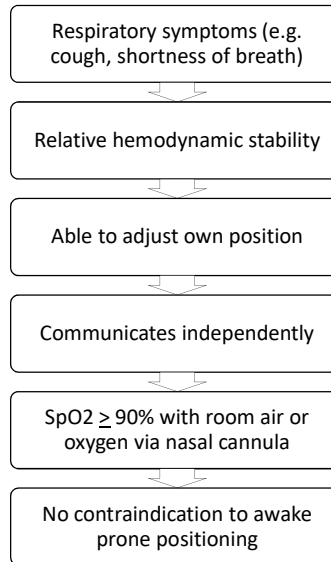 Respiratory symptoms (e.g.
cough, shortness of breath)
Relative hemodynamic stability
Able to adjust own position
Communicates independently
SpO2 ≥ 90% with room air or
oxygen via nasal cannula
No contraindication to awake
prone positioning